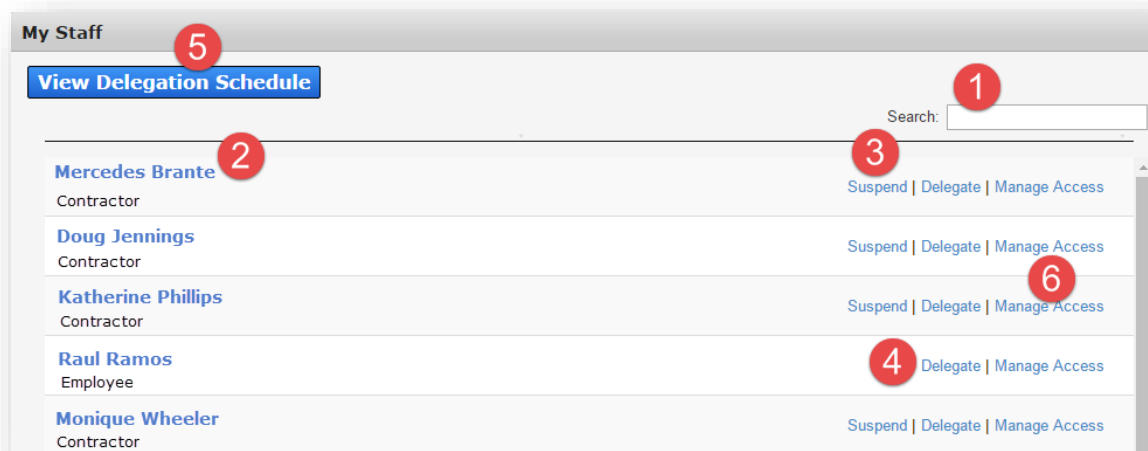 My Staff
5
View Delegation Schedule
1
Search:
2
3
Mercedes Brante
Suspend | Delegate | Manage Access
Contractor
Doug Jennings
Suspend | Delegate | Manage Access
Contractor
6
Katherine Phillips
Suspend | Delegate | Manage Access
Contractor
Raul Ramos
4
Delegate | Manage Access
Employee
Monique Wheeler
Suspend | Delegate | Manage Access
Contractor